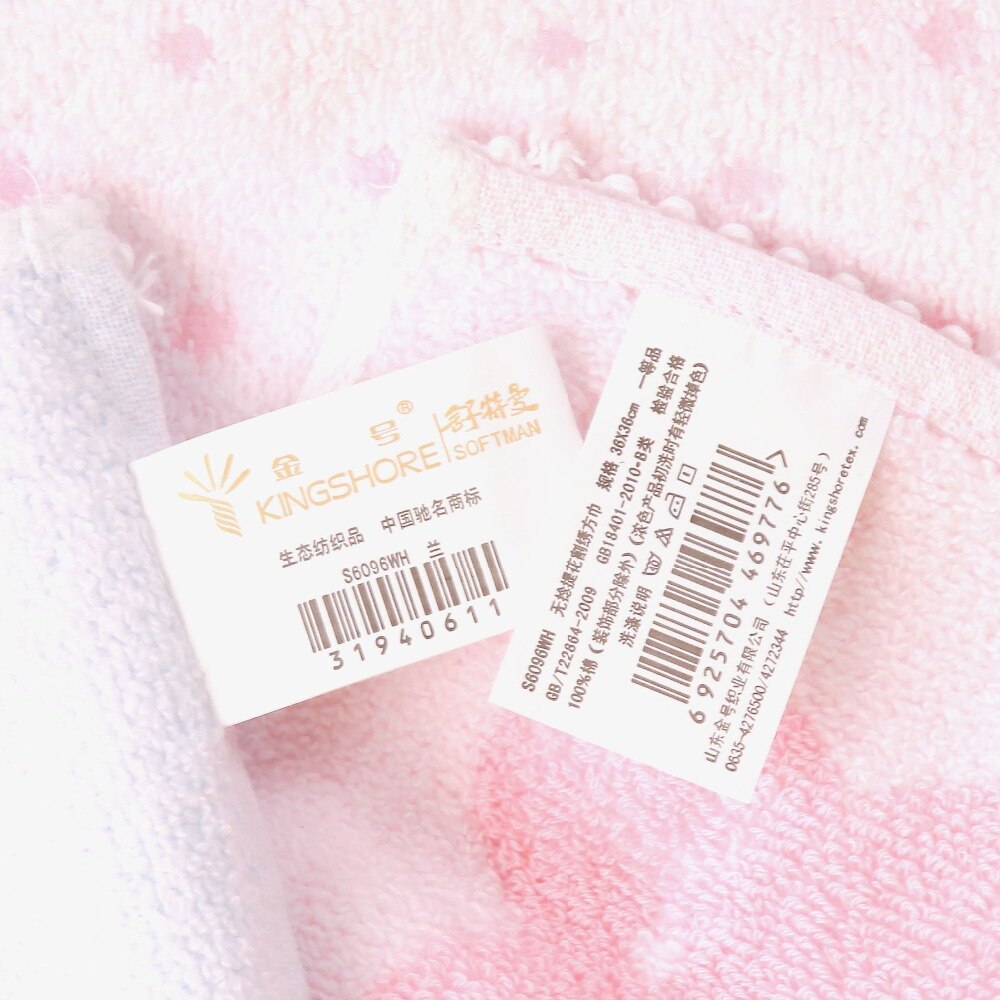 金号®
KINGSHORE
舒特曼
SOFTMAN
生态纺织品 中国驰名商标
S6096WH 兰
31940611
S6096WH 无捻提花割绣方巾 规格 36X36cm 一等品
GB/T22864-2009 GB18401-2010-B类 检验合格
100%棉（装饰部分除外）（浓色产品初洗时有轻微掉色）
洗涤说明
6 925704 469776 >
山东金号织业有限公司（山东茌平中心街285号）
0635-4276500/4272344 http//www.kingshoretex.com